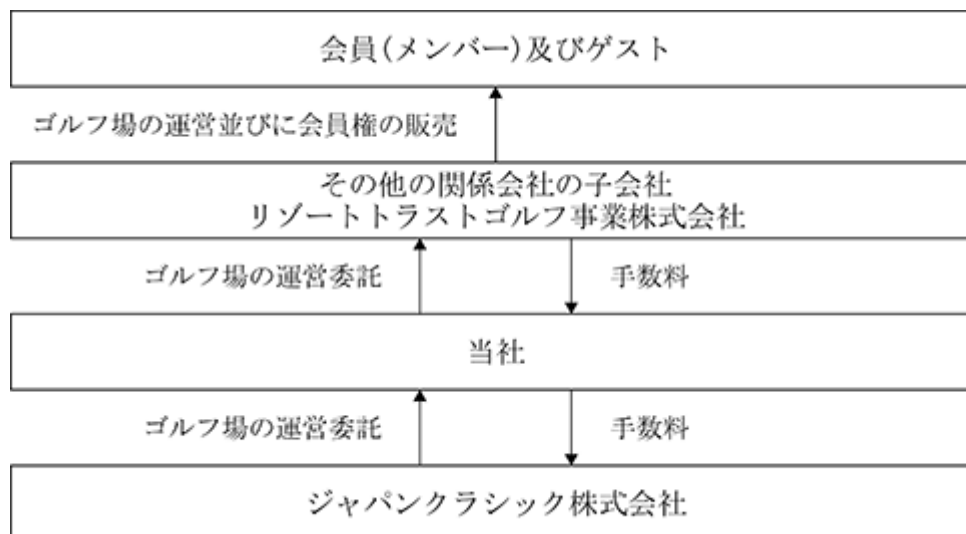 会員(メンバー)及びゲスト
ゴルフ場の運営並びに会員権の販売
その他の関係会社の子会社
リゾートトラストゴルフ事業株式会社
ゴルフ場の運営委託
手数料
当社
ゴルフ場の運営委託
手数料
ジャパンクラシック株式会社